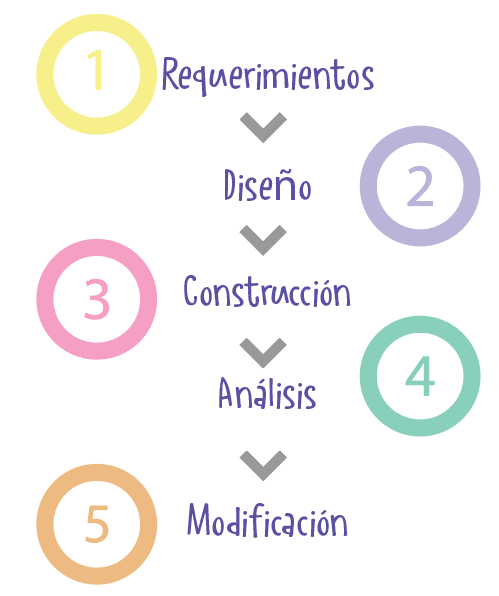 1 Requerimientos
Diseño 2
3 Construcción
Análisis 4
5 Modificación